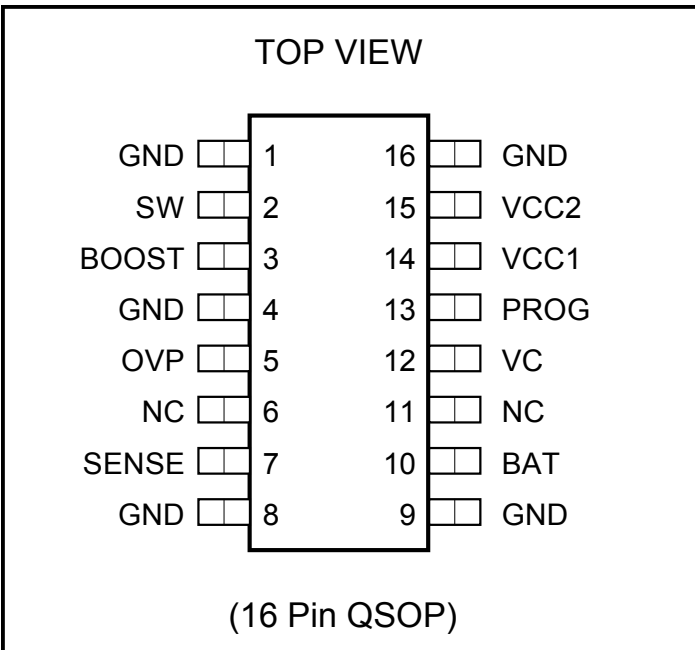 TOP VIEW
GND 1 16 GND
SW 2 15 VCC2
BOOST 3 14 VCC1
GND 4 13 PROG
OVP 5 12 VC
NC 6 11 NC
SENSE 7 10 BAT
GND 8 9 GND
(16 Pin QSOP)